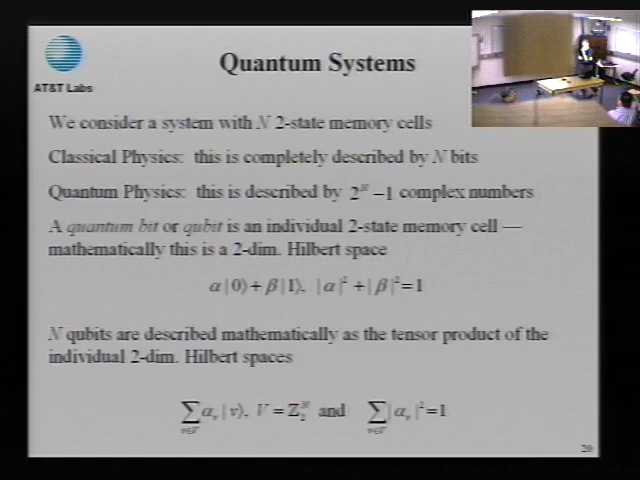 Quantum Systems
AT&T Labs
We consider a system with N 2-state memory cells
Classical Physics: this is completely described by N bits
Quantum Physics: this is described by 2^N −1 complex numbers
A quantum bit or qubit is an individual 2-state memory cell —
mathematically this is a 2-dim. Hilbert space
α|0⟩+β|1⟩, |α|²+|β|²=1
N qubits are described mathematically as the tensor product of the
individual 2-dim. Hilbert spaces
∑_{v∈V} α_v|v⟩, V=ℤ₂^N and ∑_{v∈V}|α_v|²=1
20